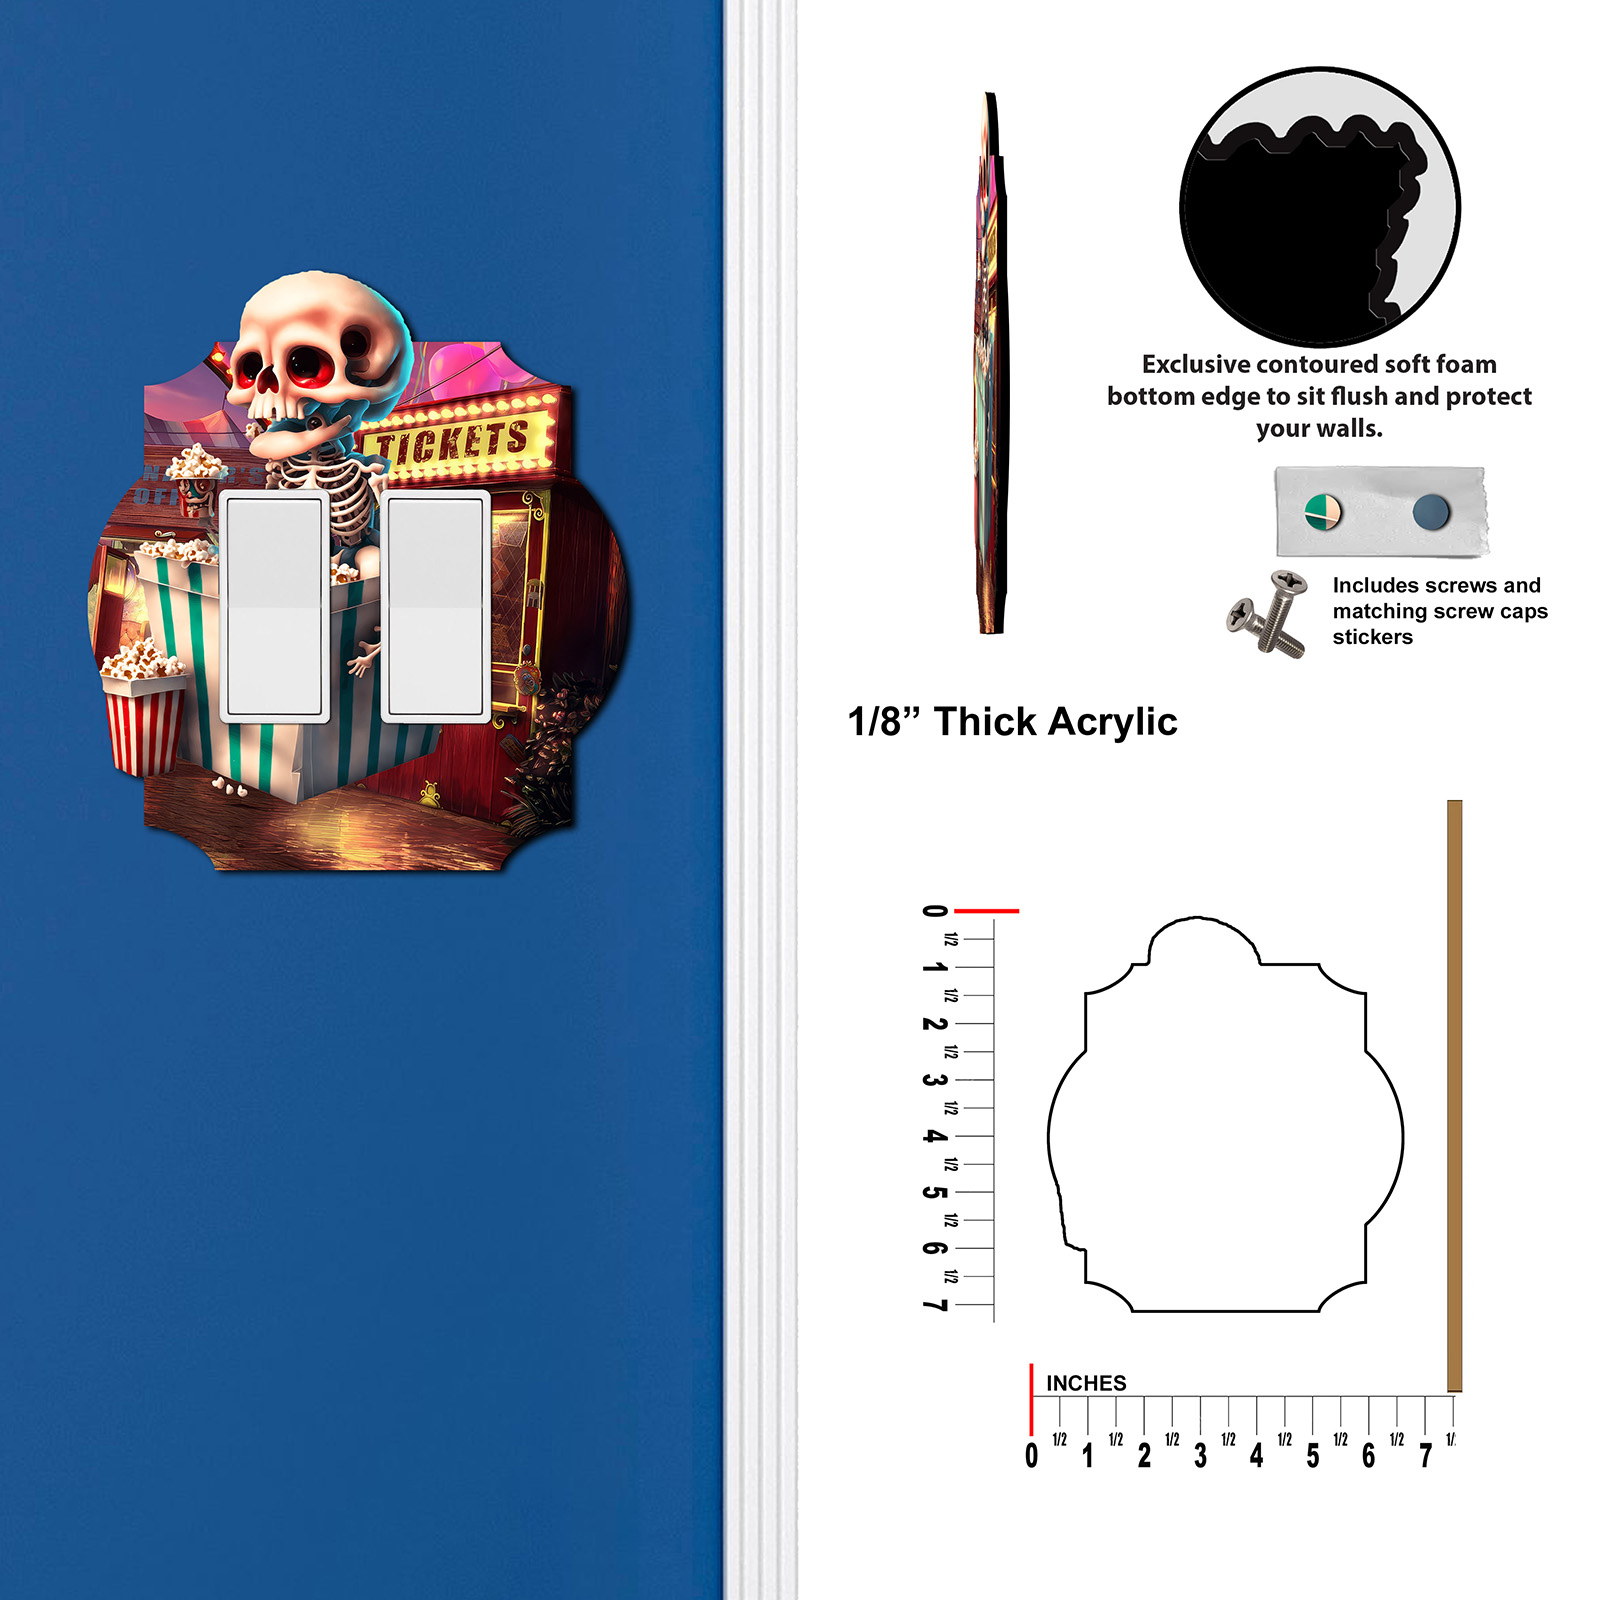 TICKETS
Exclusive contoured soft foam
bottom edge to sit flush and protect
your walls.
Includes screws and
matching screw caps
stickers
1/8” Thick Acrylic
0
1/2
1
1/2
2
1/2
3
1/2
4
1/2
5
1/2
6
1/2
7
INCHES
0 1/2 1 1/2 2 1/2 3 1/2 4 1/2 5 1/2 6 1/2 7